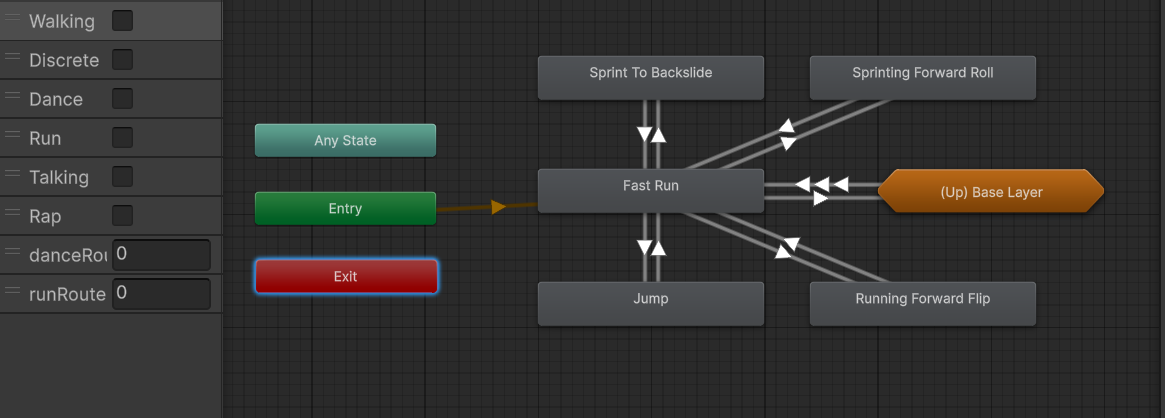 Walking
Discrete
Dance
Run
Talking
Rap
danceRou 0
runRoute 0
Any State
Entry
Exit
Sprint To Backslide
Sprinting Forward Roll
Fast Run
(Up) Base Layer
Jump
Running Forward Flip